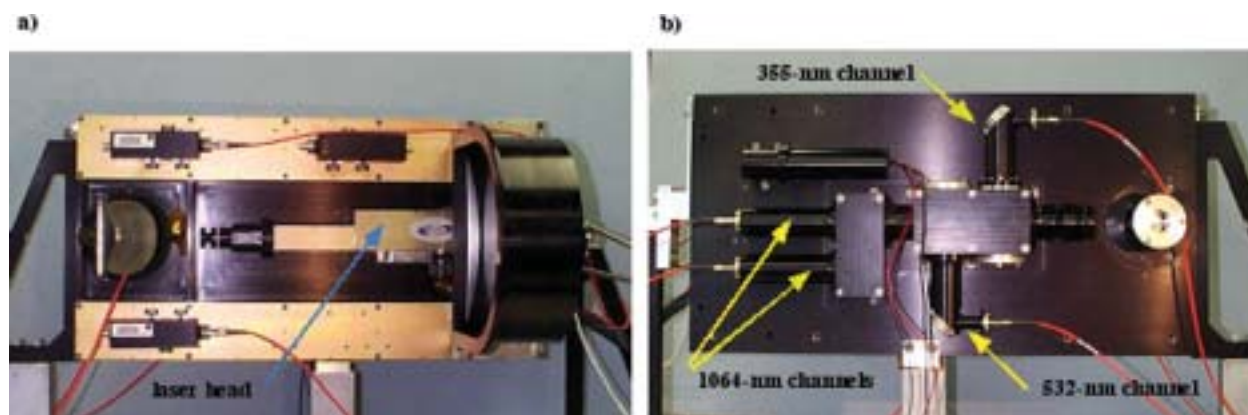 a)
b)
355-nm channel
laser head
1064-nm channels
532-nm channel